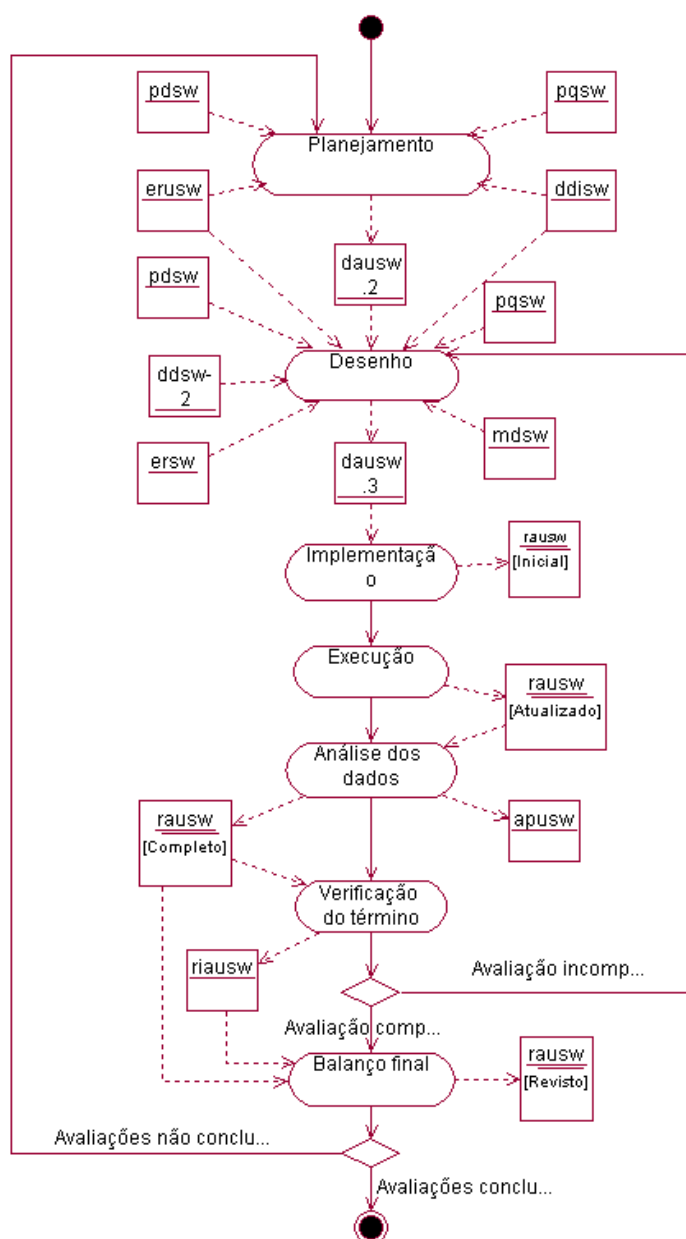 pdsw
pqsw
Planejamento
erusw
ddisw
dausw
.2
pdsw
pqsw
Desenho
ddsw-
2
ersw
dausw
.3
mdsw
Implementaçã
o
rausw
[Inicial]
Execução
rausw
[Atualizado]
Análise dos
dados
rausw
[Completo]
apusw
Verificação
do término
riausw
Avaliação incomp...
Avaliação comp...
Balanço final
rausw
[Revisto]
Avaliações não conclu...
Avaliações conclu...